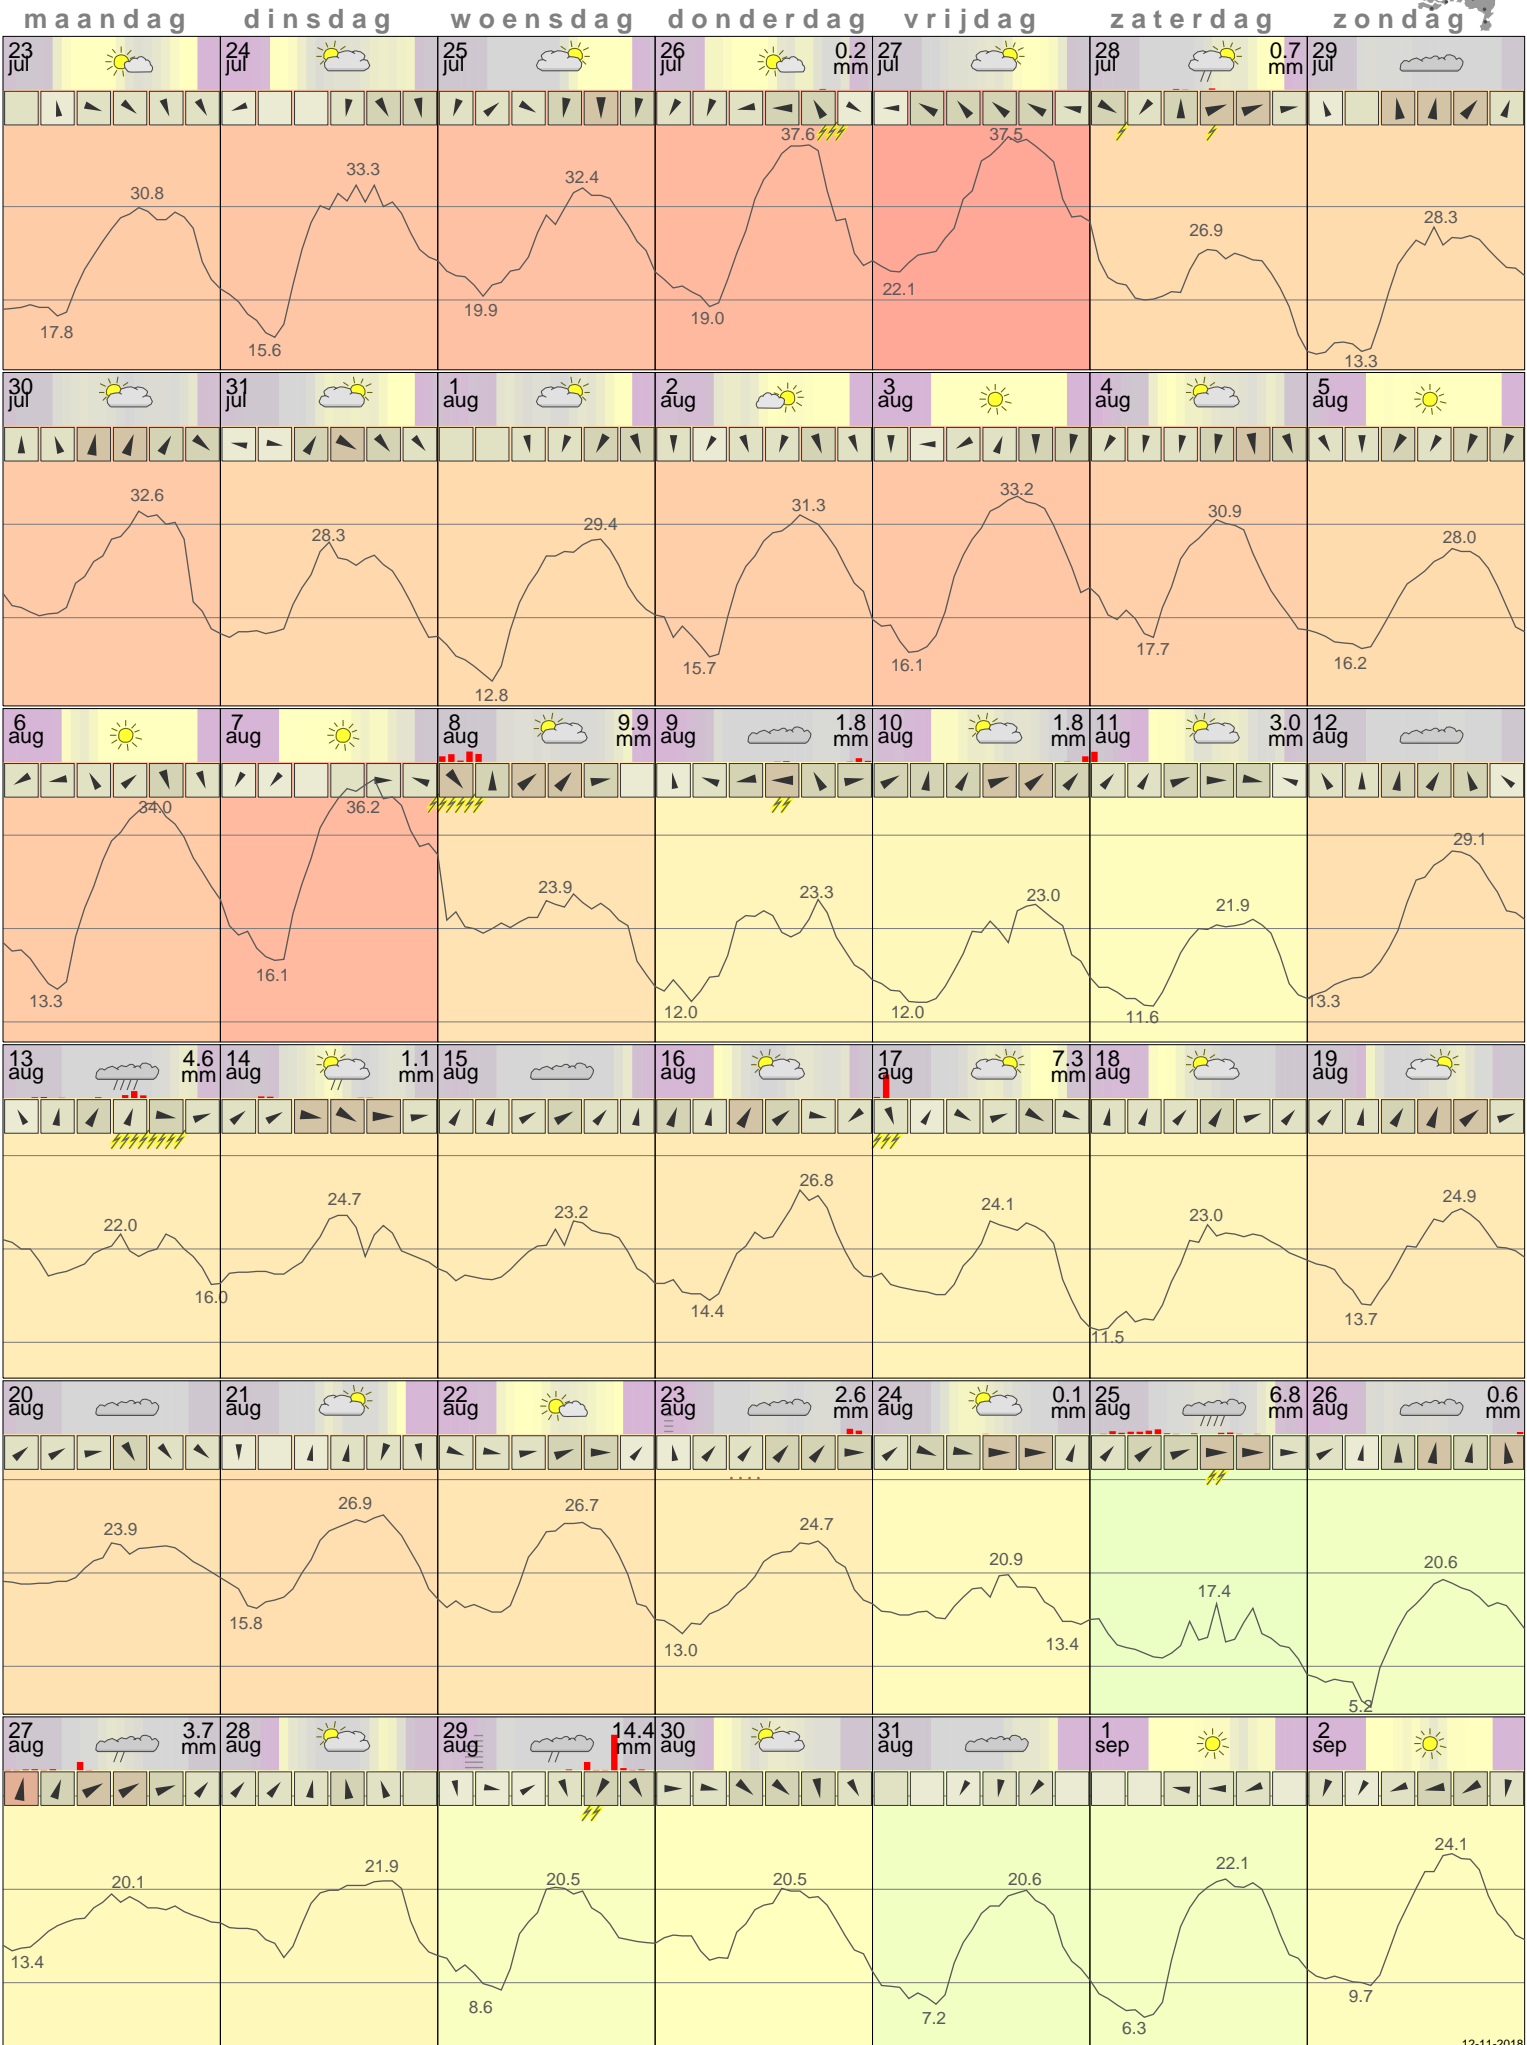 maandag dinsdag woensdag donderdag vrijdag zaterdag zondag
23 24 25 26 0.2 27 28 0.7 29
jul jul jul jul mm jul jul mm jul
37.6 37.5
33.3
30.8 32.4
28.3
26.9
22.1
19.9 19.0
17.8
15.6 13.3
30 31 1 2 3 4 5
jul jul aug aug aug aug aug
32.6 33.2
31.3 30.9
28.3 29.4 28.0
17.7
15.7 16.1 16.2
12.8
6 7 8 9.9 9 1.8 10 1.8 11 3.0 12
aug aug aug mm aug mm aug mm aug mm aug
34.0 36.2
29.1
23.9 23.3 23.0 21.9
16.1
13.3 12.0 12.0 11.6 13.3
13 4.6 14 1.1 15 16 17 7.3 18 19
aug mm aug mm aug aug aug mm aug aug
26.8
22.0 24.7 23.2 24.1 23.0 24.9
16.0 14.4 11.5 13.7
20 21 22 23 2.6 24 0.1 25 6.8 26 0.6
aug aug aug aug mm aug mm aug mm aug mm
23.9 26.9 26.7 24.7
20.9 17.4 20.6
15.8 13.0 13.4
5.2
27 3.7 28 29 14.4 30 31 1 2
aug mm aug aug mm aug aug sep sep
24.1
20.1 21.9 20.5 20.5 20.6 22.1
13.4
8.6 7.2 6.3 9.7
12-11-2018